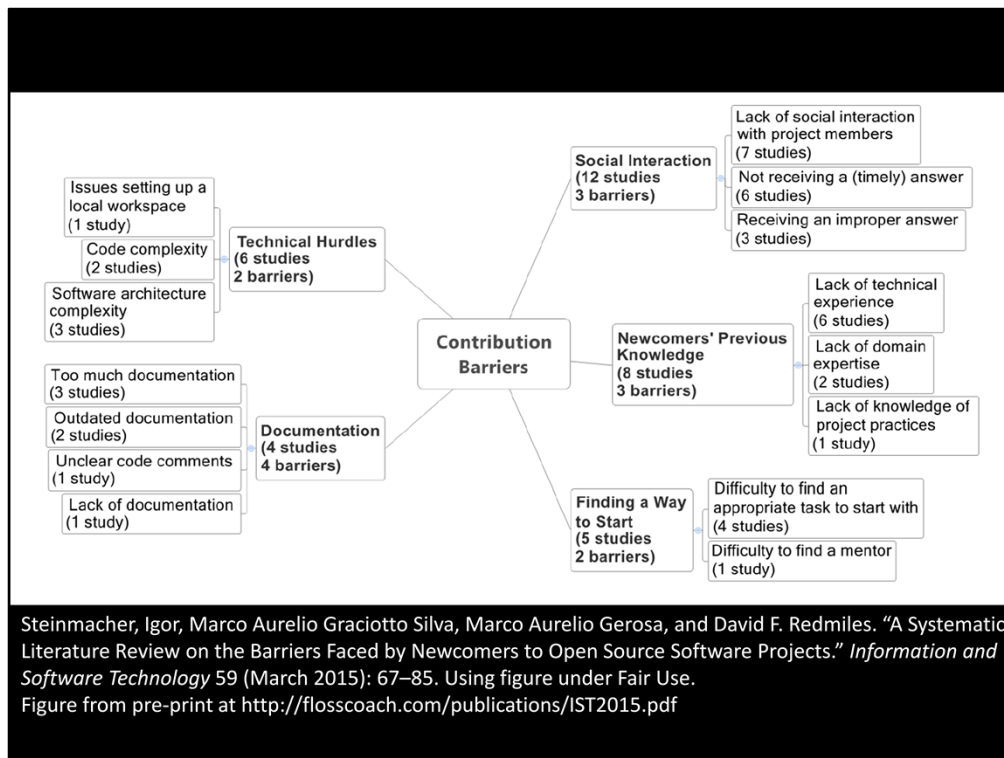 Contribution
Barriers
Technical Hurdles
(6 studies
2 barriers)
Issues setting up a
local workspace
(1 study)
Code complexity
(2 studies)
Software architecture
complexity
(3 studies)
Documentation
(4 studies
4 barriers)
Too much documentation
(3 studies)
Outdated documentation
(2 studies)
Unclear code comments
(1 study)
Lack of documentation
(1 study)
Social Interaction
(12 studies
3 barriers)
Lack of social interaction
with project members
(7 studies)
Not receiving a (timely) answer
(6 studies)
Receiving an improper answer
(3 studies)
Newcomers' Previous
Knowledge
(8 studies
3 barriers)
Lack of technical
experience
(6 studies)
Lack of domain
expertise
(2 studies)
Lack of knowledge of
project practices
(1 study)
Finding a Way
to Start
(5 studies
2 barriers)
Difficulty to find an
appropriate task to start with
(4 studies)
Difficulty to find a mentor
(1 study)
Steinmacher, Igor, Marco Aurelio Graciotto Silva, Marco Aurelio Gerosa, and David F. Redmiles. “A Systematic
Literature Review on the Barriers Faced by Newcomers to Open Source Software Projects.” Information and
Software Technology 59 (March 2015): 67–85. Using figure under Fair Use.
Figure from pre-print at http://flosscoach.com/publications/IST2015.pdf